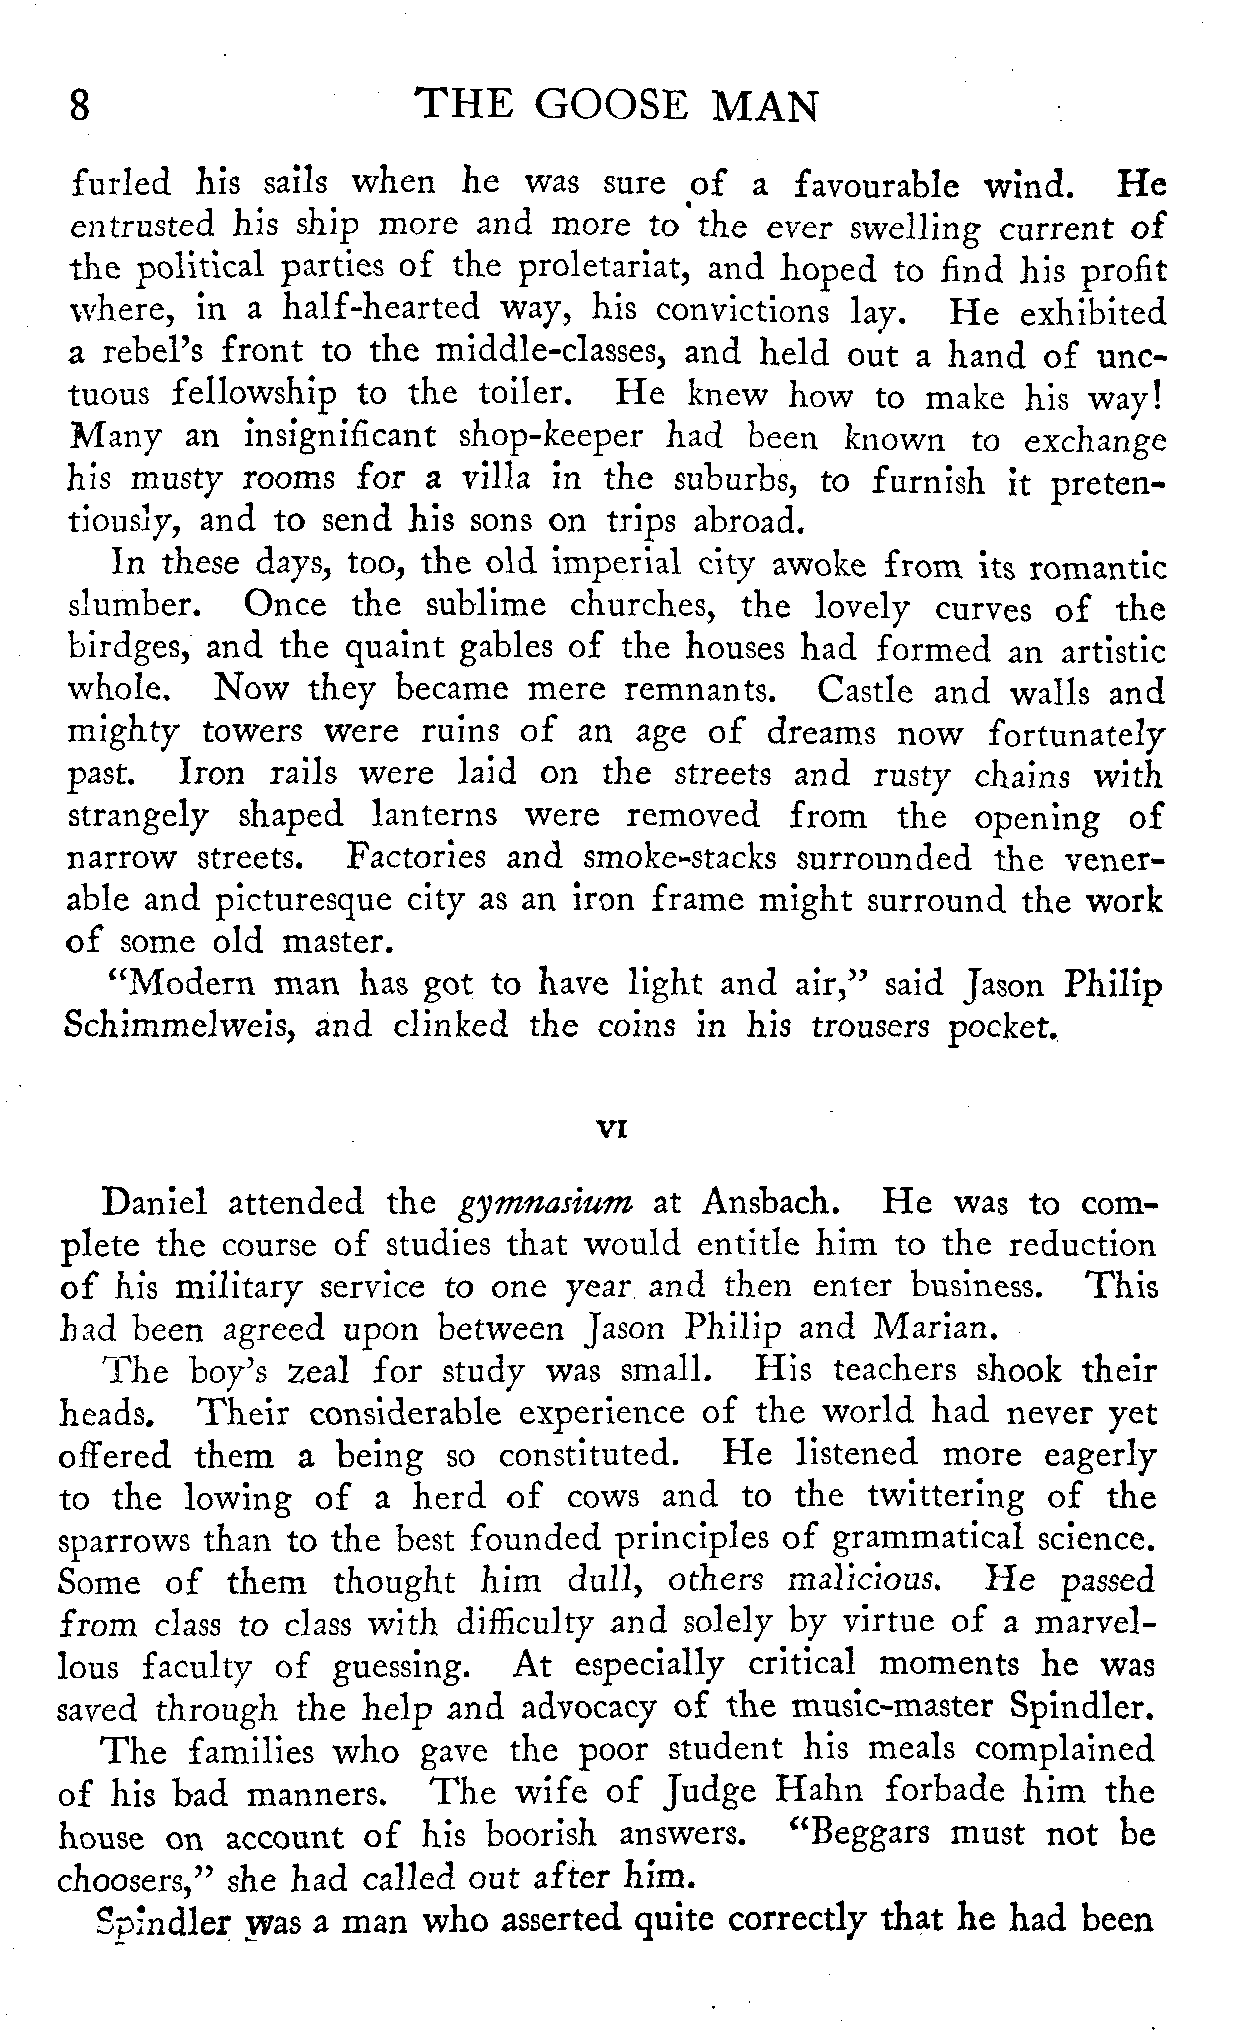 8 THE GOOSE MAN
furled his sails when he was sure of a favourable wind. He
entrusted his ship more and more to the ever swelling current of
the political parties of the proletariat, and hoped to find his profit
where, in a half-hearted way, his convictions lay. He exhibited
a rebel's front to the middle-classes, and held out a hand of unc-
tuous fellowship to the toiler. He knew how to make his way!
Many an insignificant shop-keeper had been known to exchange
his musty rooms for a villa in the suburbs, to furnish it preten-
tiously, and to send his sons on trips abroad.
In these days, too, the old imperial city awoke from its romantic
slumber. Once the sublime churches, the lovely curves of the
birdges, and the quaint gables of the houses had formed an artistic
whole. Now they became mere remnants. Castle and walls and
mighty towers were ruins of an age of dreams now fortunately
past. Iron rails were laid on the streets and rusty chains with
strangely shaped lanterns were removed from the opening of
narrow streets. Factories and smoke-stacks surrounded the vener-
able and picturesque city as an iron frame might surround the work
of some old master.
"Modern man has got to have light and air," said Jason Philip
Schimmelweis, and clinked the coins in his trousers pocket.
VI
Daniel attended the gymnasium at Ansbach. He was to com-
plete the course of studies that would entitle him to the reduction
of his military service to one year and then enter business. This
had been agreed upon between Jason Philip and Marian.
The boy's zeal for study was small. His teachers shook their
heads. Their considerable experience of the world had never yet
offered them a being so constituted. He listened more eagerly
to the lowing of a herd of cows and to the twittering of the
sparrows than to the best founded principles of grammatical science.
Some of them thought him dull, others malicious. He passed
from class to class with difficulty and solely by virtue of a marvel-
lous faculty of guessing. At especially critical moments he was
saved through the help and advocacy of the music-master Spindler.
The families who gave the poor student his meals complained
of his bad manners. The wife of Judge Hahn forbade him the
house on account of his boorish answers. "Beggars must not be
choosers," she had called out after him.
Spindler was a man who asserted quite correctly that he had been